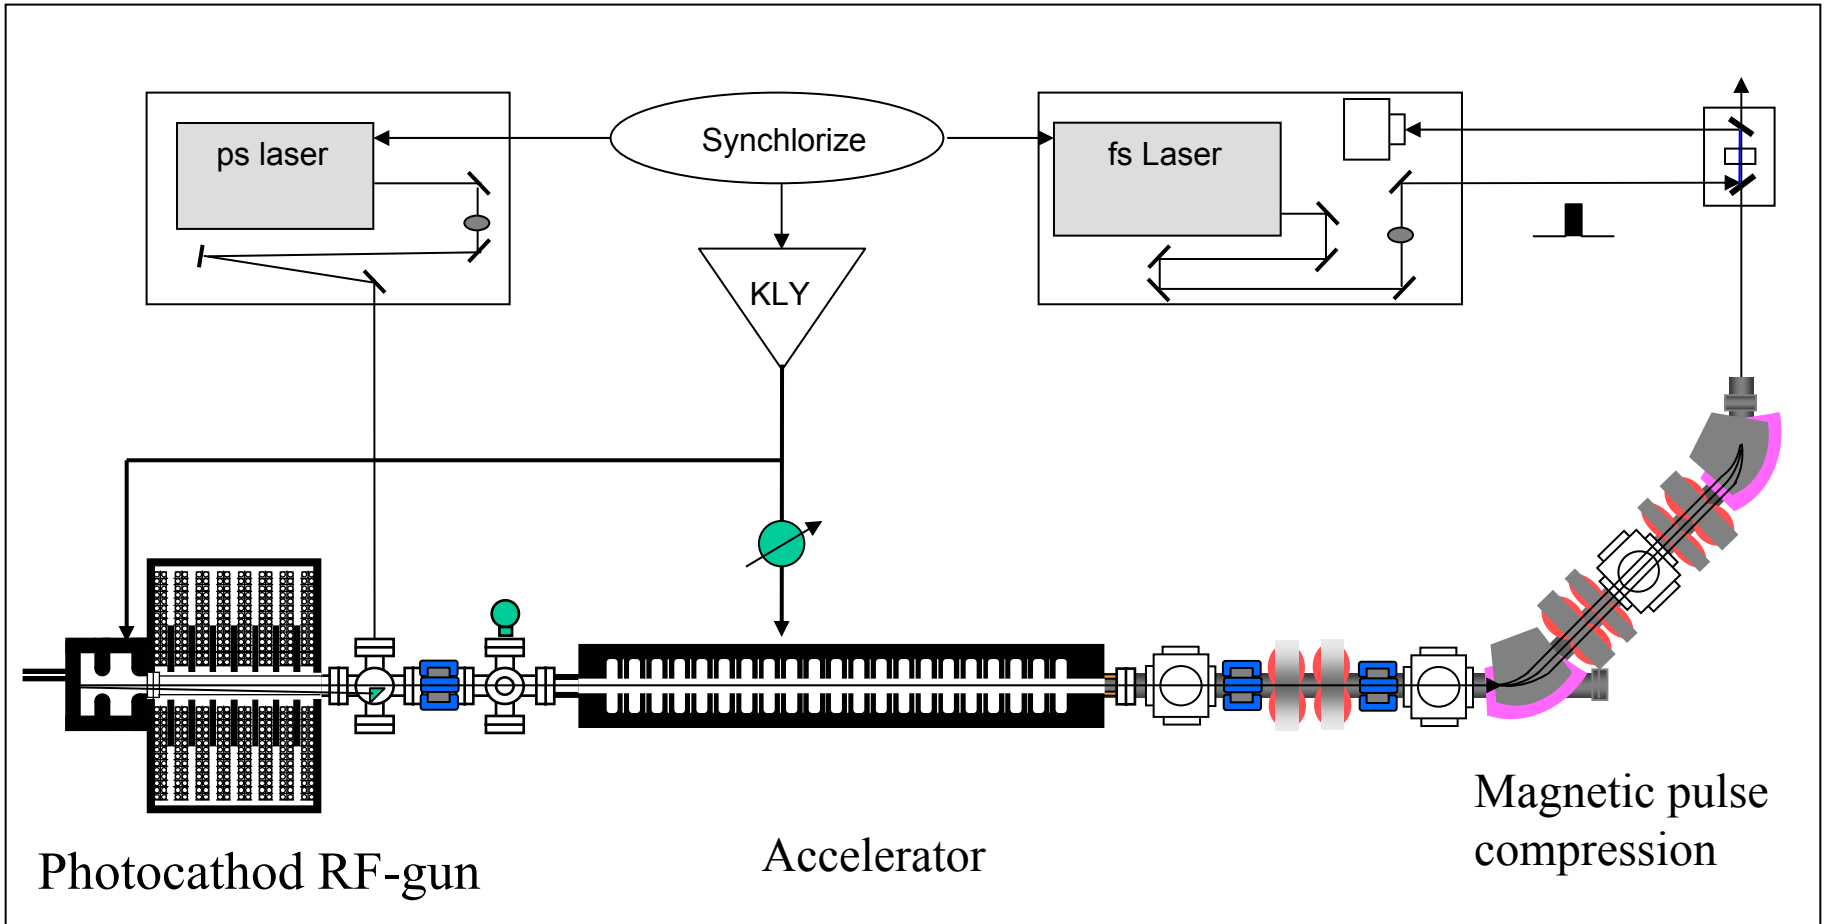 ps laser
Synchlorize
fs Laser
KLY
Magnetic pulse
compression
Accelerator
Photocathod RF-gun